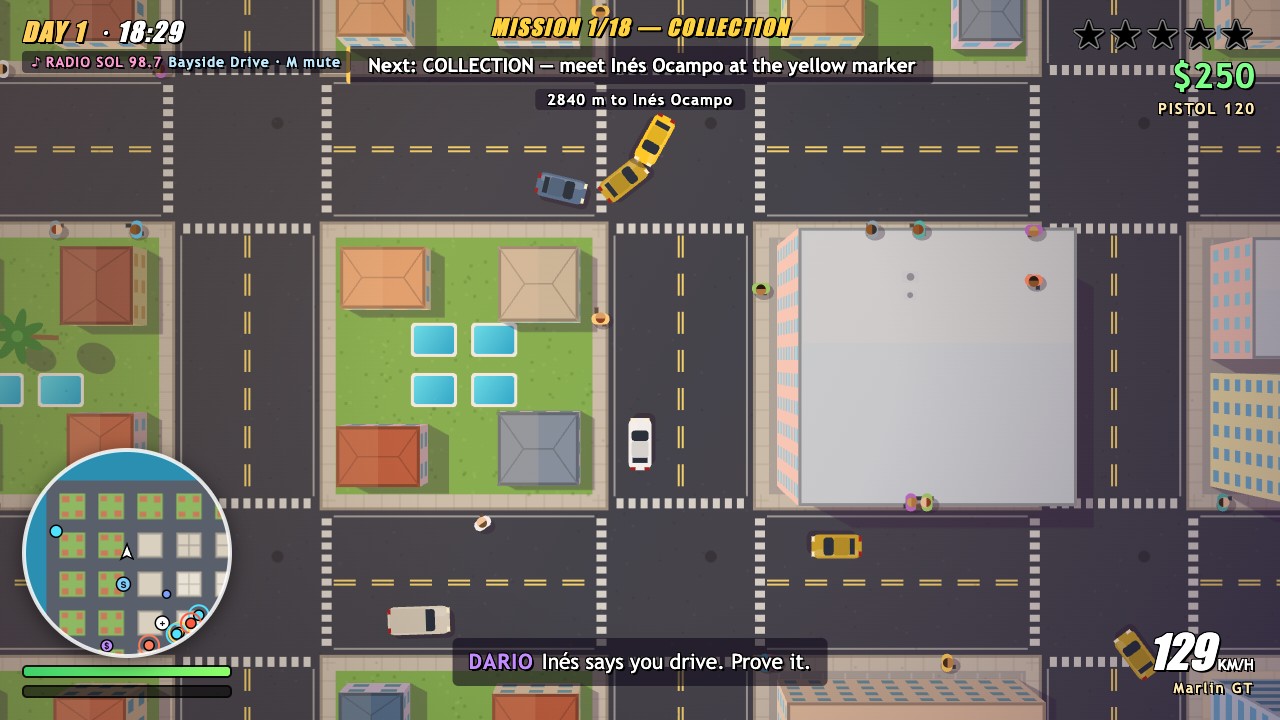 DAY 1 · 18:29
MISSION 1/18 — COLLECTION
♪ RADIO SOL 98.7 Bayside Drive · M mute
Next: COLLECTION — meet Inés Ocampo at the yellow marker
$250
2840 m to Inés Ocampo
PISTOL 120
S
S
DARIO Inés says you drive. Prove it.
129 KM/H
Marlin GT